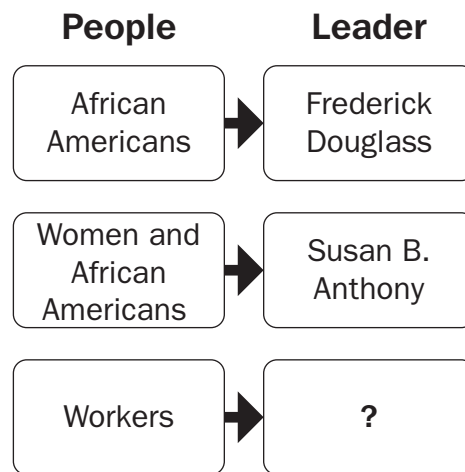 People Leader
African
Americans
Frederick
Douglass
Women and
African
Americans
Susan B.
Anthony
Workers
?